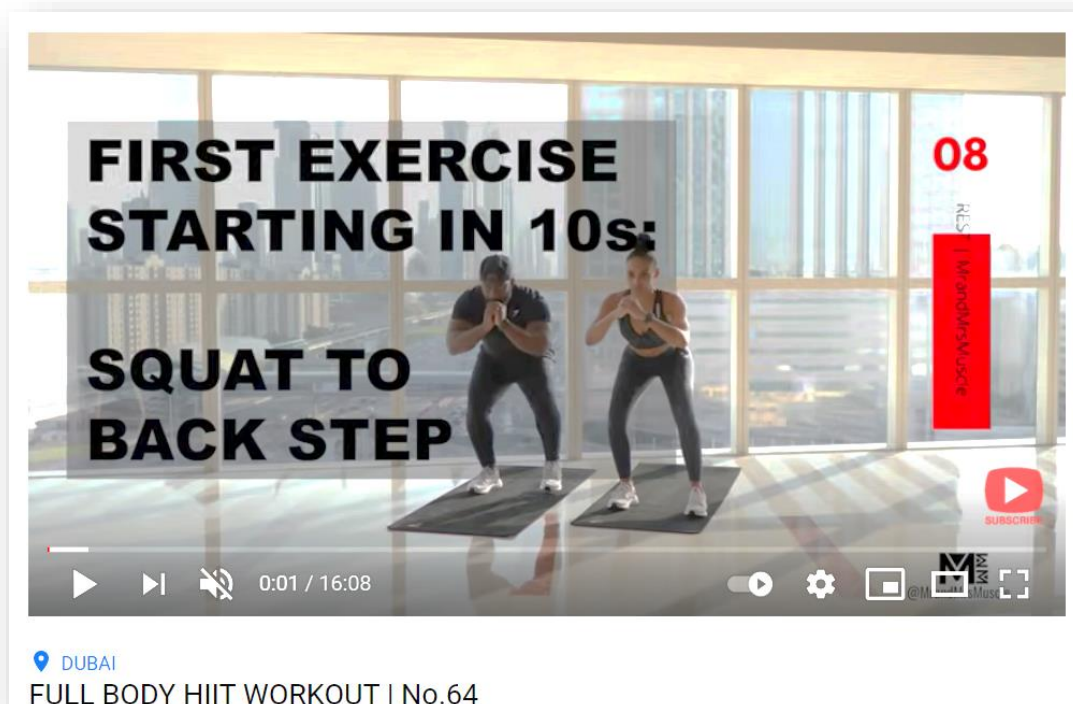 FIRST EXERCISE
STARTING IN 10s:
SQUAT TO
BACK STEP
08
REST | MrandMrsMuscle
SUBSCRIBE
0:01 / 16:08
DUBAI
FULL BODY HIIT WORKOUT | No.64